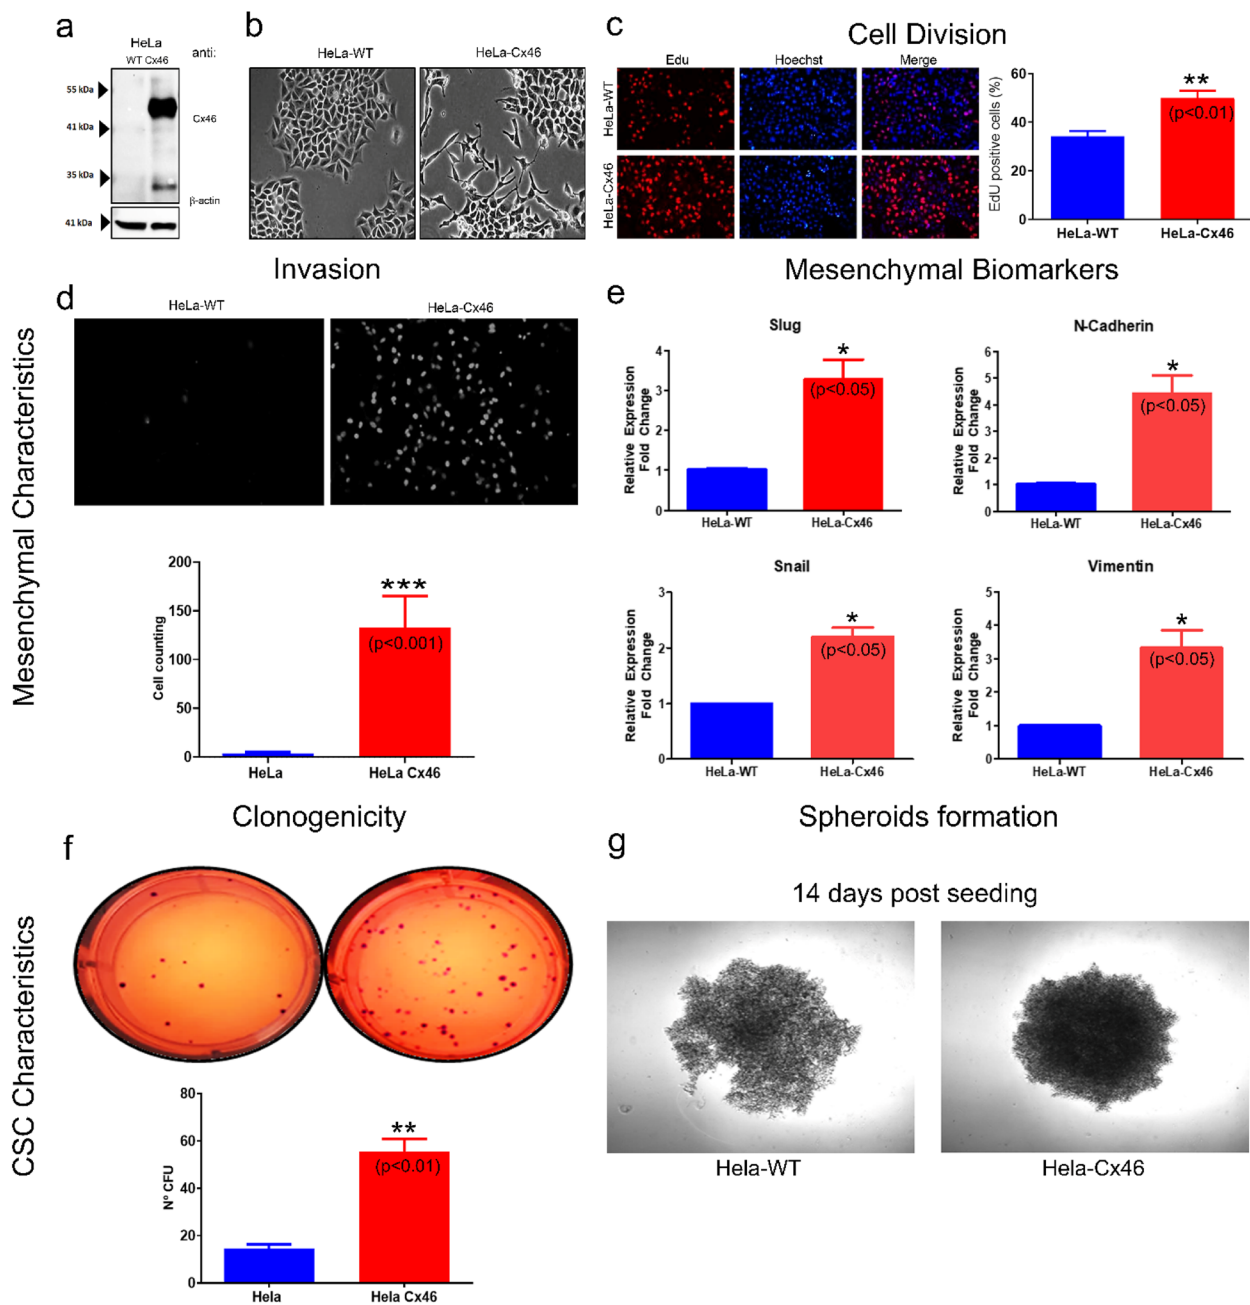 a
HeLa
WT Cx46
anti:
55 kDa
Cx46
41 kDa
35 kDa
β-actin
41 kDa
b
HeLa-WT
HeLa-Cx46
c
Cell Division
Edu
Hoechst
Merge
HeLa-WT
HeLa-Cx46
EdU positive cells (%)
60
40
20
0
**
(p<0.01)
HeLa-WT
HeLa-Cx46
Mesenchymal Characteristics
Invasion
d
HeLa-WT
HeLa-Cx46
Cell counting
200
150
100
50
0
***
(p<0.001)
HeLa
HeLa Cx46
Mesenchymal Biomarkers
e
Slug
Relative Expression
Fold Change
4
3
2
1
0
*
(p<0.05)
HeLa-WT
HeLa-Cx46
N-Cadherin
Relative Expression
Fold Change
6
5
4
3
2
1
0
*
(p<0.05)
HeLa-WT
HeLa-Cx46
Snail
Relative Expression
Fold Change
3
2
1
0
*
(p<0.05)
HeLa-WT
HeLa-Cx46
Vimentin
Relative Expression
Fold Change
5
4
3
2
1
0
*
(p<0.05)
HeLa-WT
HeLa-Cx46
CSC Characteristics
Clonogenicity
f
Nº CFU
80
60
40
20
0
**
(p<0.01)
Hela
Hela Cx46
Spheroids formation
g
14 days post seeding
Hela-WT
Hela-Cx46